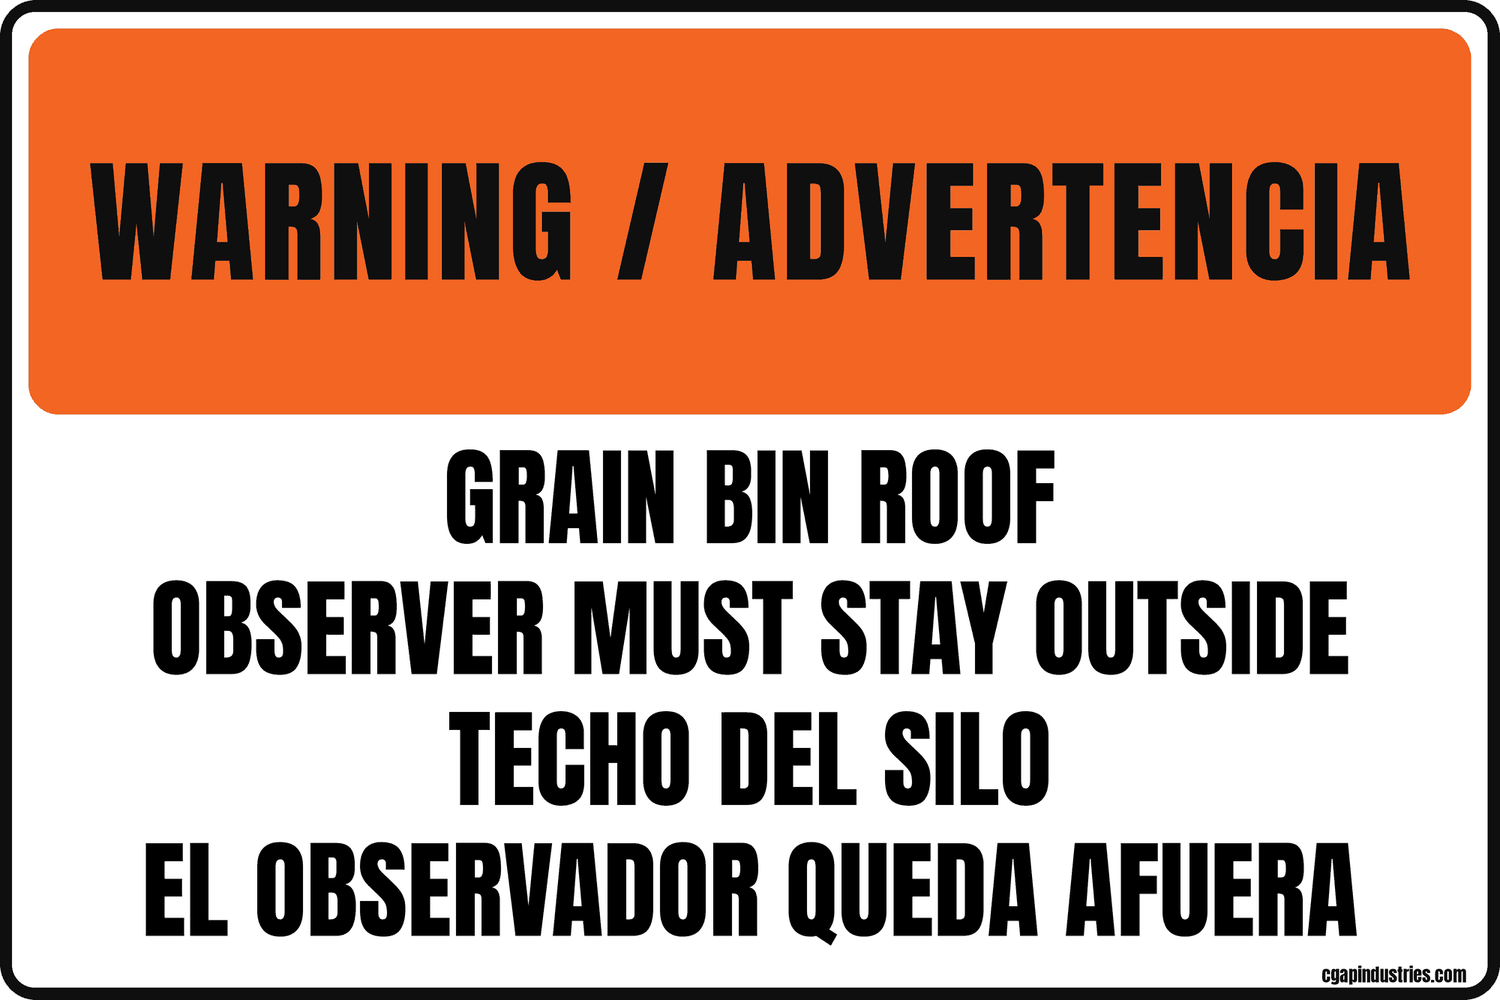 WARNING / ADVERTENCIA
GRAIN BIN ROOF
OBSERVER MUST STAY OUTSIDE
TECHO DEL SILO
EL OBSERVADOR QUEDA AFUERA
cgapindustries.com